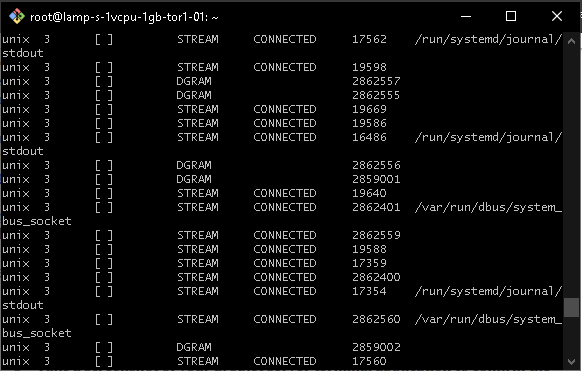 root@lamp-s-1vcpu-1gb-tor1-01: ~
unix 3 [ ] STREAM CONNECTED 17562 /run/systemd/journal/
stdout
unix 3 [ ] STREAM CONNECTED 19598
unix 3 [ ] DGRAM 2862557
unix 3 [ ] DGRAM 2862555
unix 3 [ ] STREAM CONNECTED 19669
unix 3 [ ] STREAM CONNECTED 19586
unix 3 [ ] STREAM CONNECTED 16486 /run/systemd/journal/
stdout
unix 3 [ ] DGRAM 2862556
unix 3 [ ] DGRAM 2859001
unix 3 [ ] STREAM CONNECTED 19640
unix 3 [ ] STREAM CONNECTED 2862401 /var/run/dbus/system_
bus_socket
unix 3 [ ] STREAM CONNECTED 2862559
unix 3 [ ] STREAM CONNECTED 19588
unix 3 [ ] STREAM CONNECTED 17359
unix 3 [ ] STREAM CONNECTED 2862400
unix 3 [ ] STREAM CONNECTED 17354 /run/systemd/journal/
stdout
unix 3 [ ] STREAM CONNECTED 2862560 /var/run/dbus/system_
bus_socket
unix 3 [ ] DGRAM 2859002
unix 3 [ ] STREAM CONNECTED 17560